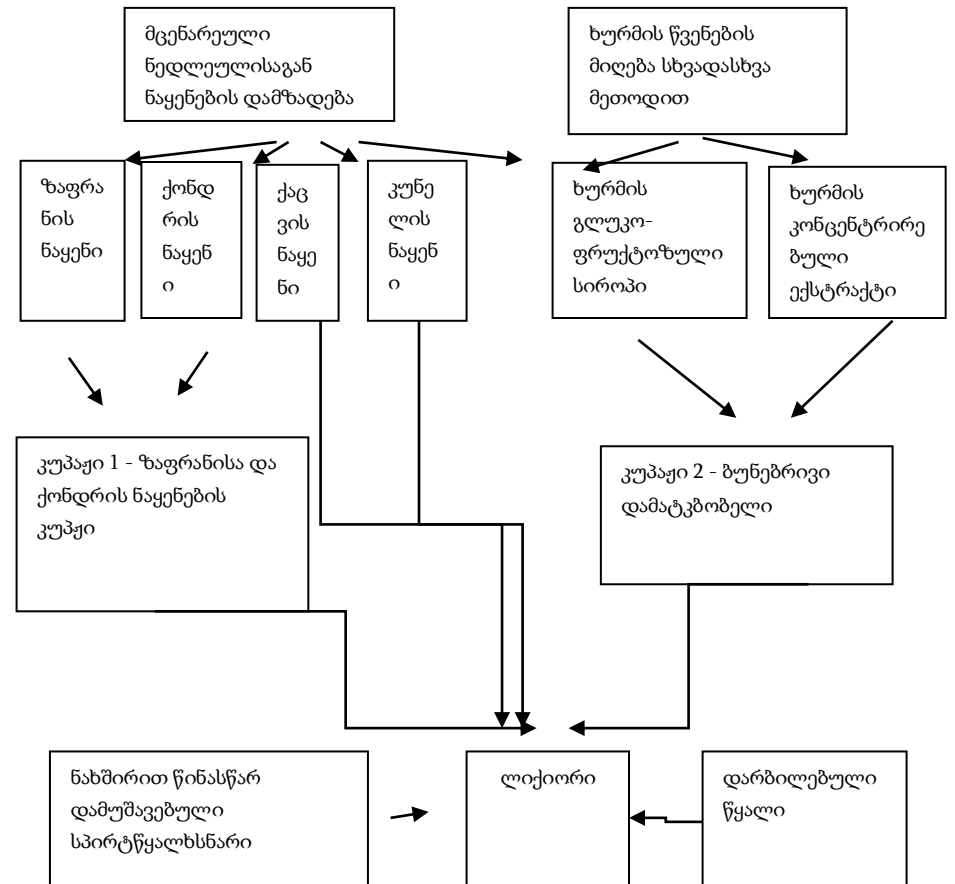 მცენარეული
ნედლეულისაგან
ნაყენების დამზადება
ხურმის წვენების
მიღება სხვადასხვა
მეთოდით
ზაფრა
ნის
ნაყენი
ქონდ
რის
ნაყენ
ი
ქაც
ვის
ნაყე
ნი
კუნე
ლის
ნაყენ
ი
ხურმის
გლუკო-
ფრუქტოზული
სიროპი
ხურმის
კონცენტრირე
ბული
ექსტრაქტი
კუპაჟი 1 - ზაფრანისა და
ქონდრის ნაყენების
კუპჟი
კუპაჟი 2 - ბუნებრივი
დამატკბობელი
ნახშირით წინასწარ
დამუშავებული
სპირტწყალხსნარი
ლიქიორი
დარბილებული
წყალი